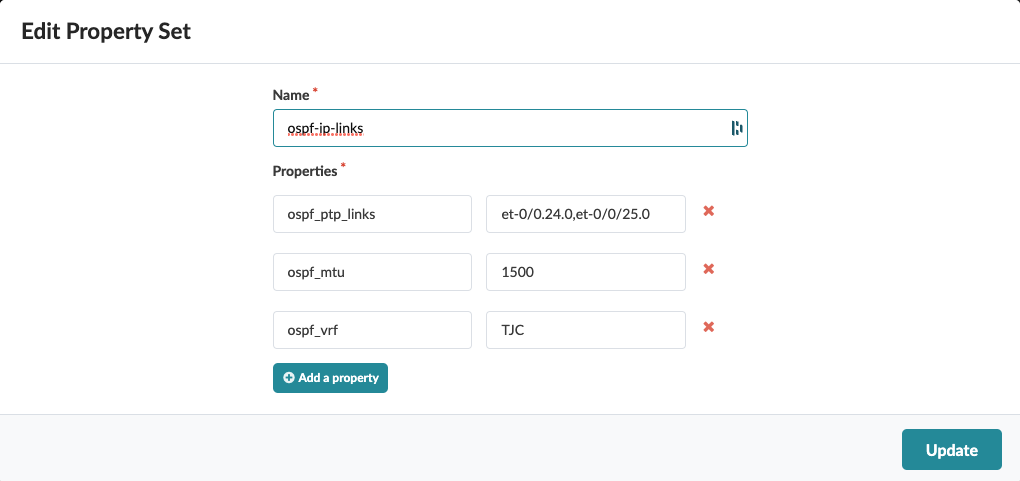 Edit Property Set
Name *
ospf-ip-links
Properties *
ospf_ptp_links et-0/0.24.0,et-0/0/25.0
ospf_mtu 1500
ospf_vrf TJC
Add a property
Update